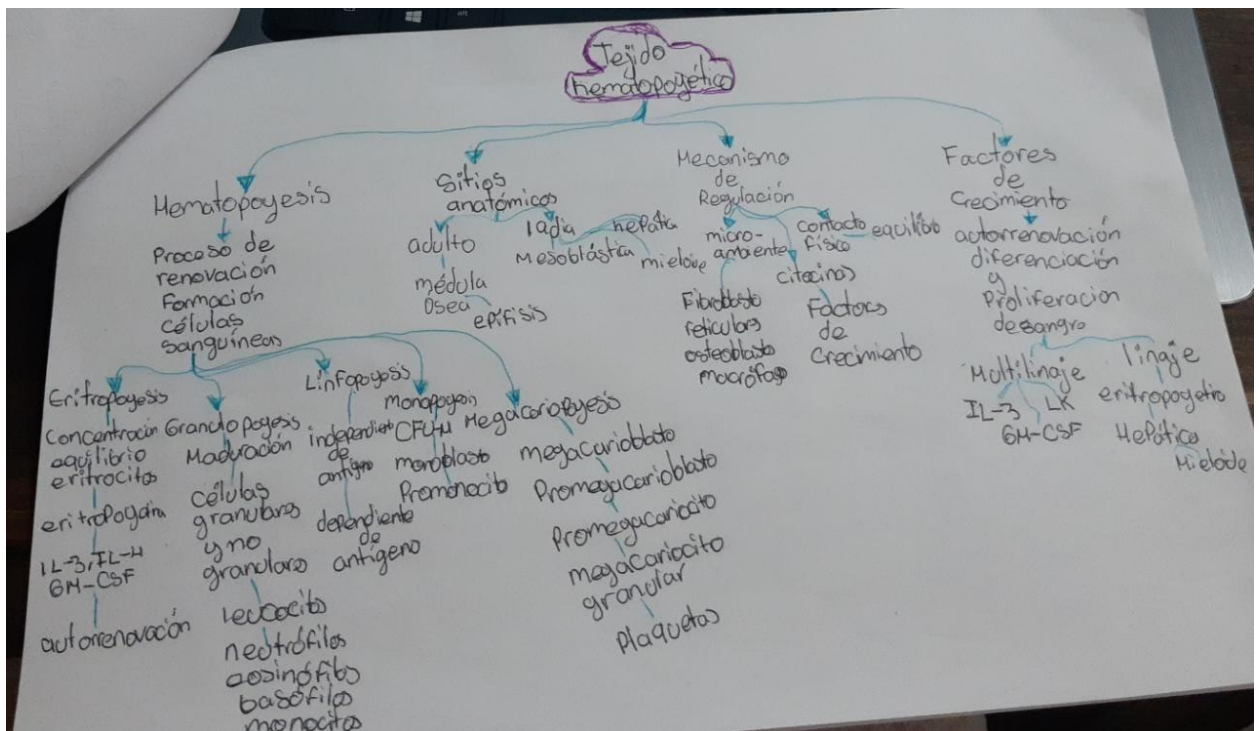 Tejido
hematopoyético
Hematopoyesis
Proceso de
renovación
Formación
células
sanguíneas
Eritropoyesis
Concentración
equilibrio
eritrocitos
eritropoyetina
IL-3, IL-4
GM-CSF
autorrenovación
Granulopoyesis
Maduración
células
granulares
y no
granulares
leucocitos
neutrófilos
eosinófilos
basófilos
monocitos
Linfopoyesis
independiente
de
antígeno
dependiente
de
antígeno
monopoyesis
CFU-M
monoblasto
Promonocito
Megacariopoyesis
megacarioblasto
Promegacarioblasto
Promegacariocito
megacariocito
granular
Plaquetas
Sitios
anatómicos
adulto
médula
Osea
epífisis
Mesoblástica
hepática
mieloide
Mecanismo
de
Regulación
micro-
ambiente
Fibroblasto
reticulares
osteoblasto
macrófago
citocinas
Factores
de
Crecimiento
contacto
físico
equilibrio
Factores
de
Crecimiento
autorrenovación
diferenciación
y
Proliferación
de sangre
Multilinaje
IL-3
LK
GM-CSF
linaje
eritropoyetio
Hepático
Mieloide